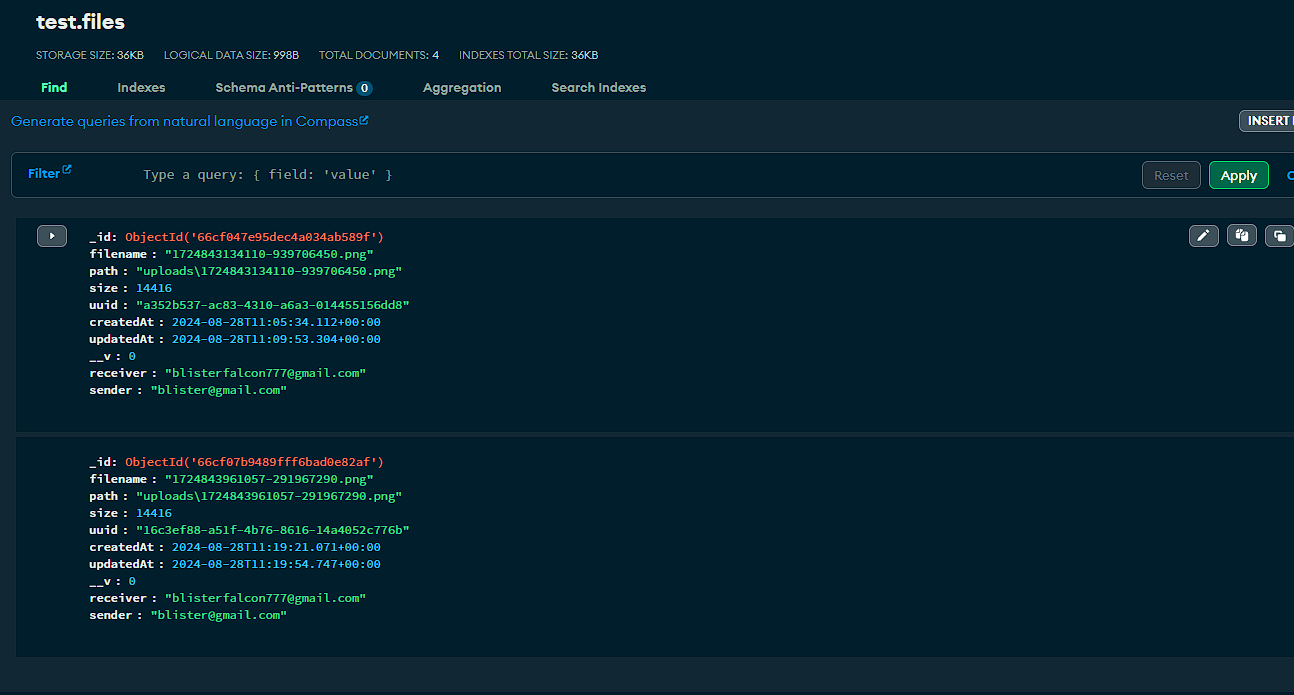 test.files
STORAGE SIZE: 36KB LOGICAL DATA SIZE: 998B TOTAL DOCUMENTS: 4 INDEXES TOTAL SIZE: 36KB
Find Indexes Schema Anti-Patterns 0 Aggregation Search Indexes
Generate queries from natural language in Compass
INSERT
Filter Type a query: { field: 'value' } Reset Apply
_id: ObjectId('66cf047e95dec4a034ab589f')
filename : "1724843134110-939706450.png"
path : "uploads\1724843134110-939706450.png"
size : 14416
uuid : "a352b537-ac83-4310-a6a3-014455156dd8"
createdAt : 2024-08-28T11:05:34.112+00:00
updatedAt : 2024-08-28T11:09:53.304+00:00
__v : 0
receiver : "blisterfalcon777@gmail.com"
sender : "blister@gmail.com"
_id: ObjectId('66cf07b9489fff6bad0e82af')
filename : "1724843961057-291967290.png"
path : "uploads\1724843961057-291967290.png"
size : 14416
uuid : "16c3ef88-a51f-4b76-8616-14a4052c776b"
createdAt : 2024-08-28T11:19:21.071+00:00
updatedAt : 2024-08-28T11:19:54.747+00:00
__v : 0
receiver : "blisterfalcon777@gmail.com"
sender : "blister@gmail.com"